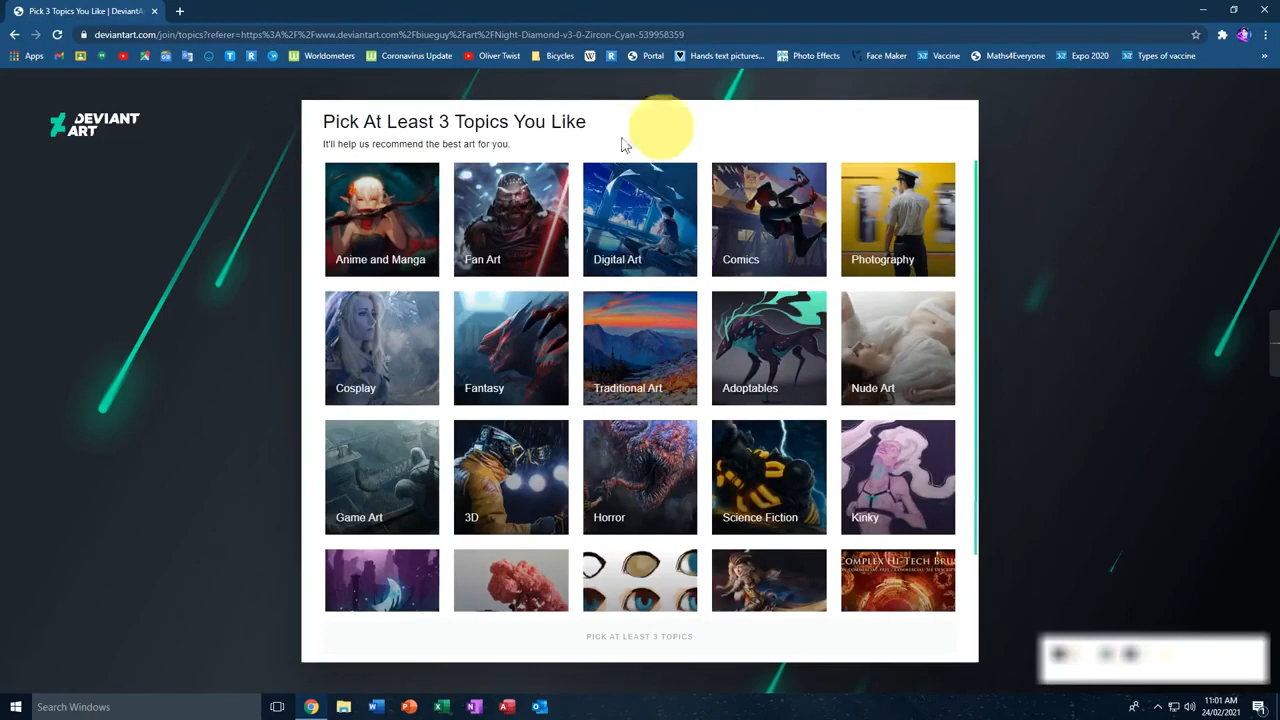 Pick 3 Topics You Like | DeviantA
deviantart.com/join/topics?referer=https%3A%2F%2Fwww.deviantart.com%2Fbiueguy%2Fart%2FNight-Diamond-v3-0-Zircon-Cyan-539958359
Apps
Worldometers
Coronavirus Update
Oliver Twist
Bicycles
Portal
Hands text pictures...
Photo Effects
Face Maker
Vaccine
Maths4Everyone
Expo 2020
Types of vaccine
DEVIANT
ART
Pick At Least 3 Topics You Like
It'll help us recommend the best art for you.
Anime and Manga
Fan Art
Digital Art
Comics
Photography
Cosplay
Fantasy
Traditional Art
Adoptables
Nude Art
Game Art
3D
Horror
Science Fiction
Kinky
COMPLEX HI-TECH BRU
PICK AT LEAST 3 TOPICS
Search Windows
11:01 AM
24/02/2021